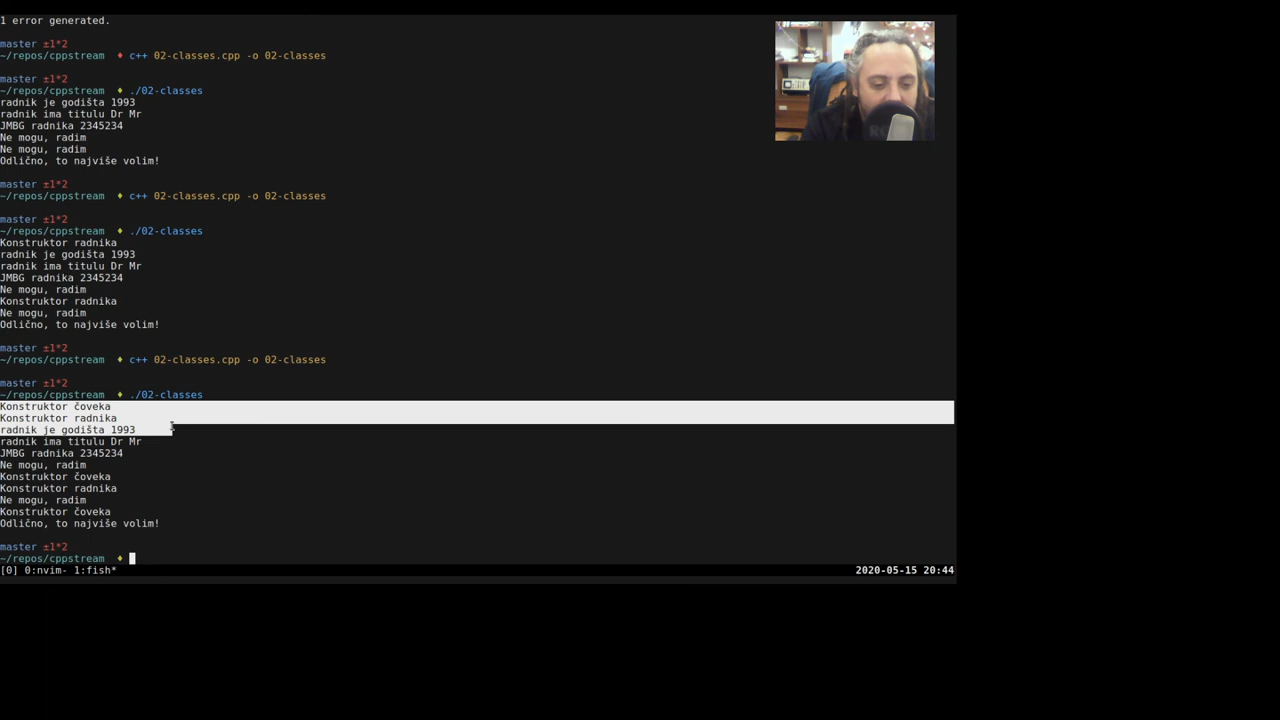 1 error generated.
master ±1*2
~/repos/cppstream ♦ c++ 02-classes.cpp -o 02-classes
master ±1*2
~/repos/cppstream ♦ ./02-classes
radnik je godišta 1993
radnik ima titulu Dr Mr
JMBG radnika 2345234
Ne mogu, radim
Ne mogu, radim
Odlično, to najviše volim!
master ±1*2
~/repos/cppstream ♦ c++ 02-classes.cpp -o 02-classes
master ±1*2
~/repos/cppstream ♦ ./02-classes
Konstruktor radnika
radnik je godišta 1993
radnik ima titulu Dr Mr
JMBG radnika 2345234
Ne mogu, radim
Konstruktor radnika
Ne mogu, radim
Odlično, to najviše volim!
master ±1*2
~/repos/cppstream ♦ c++ 02-classes.cpp -o 02-classes
master ±1*2
~/repos/cppstream ♦ ./02-classes
Konstruktor čoveka
Konstruktor radnika
radnik je godišta 1993
radnik ima titulu Dr Mr
JMBG radnika 2345234
Ne mogu, radim
Konstruktor čoveka
Konstruktor radnika
Ne mogu, radim
Konstruktor čoveka
Odlično, to najviše volim!
master ±1*2
~/repos/cppstream ♦
[0] 0:nvim- 1:fish* 2020-05-15 20:44